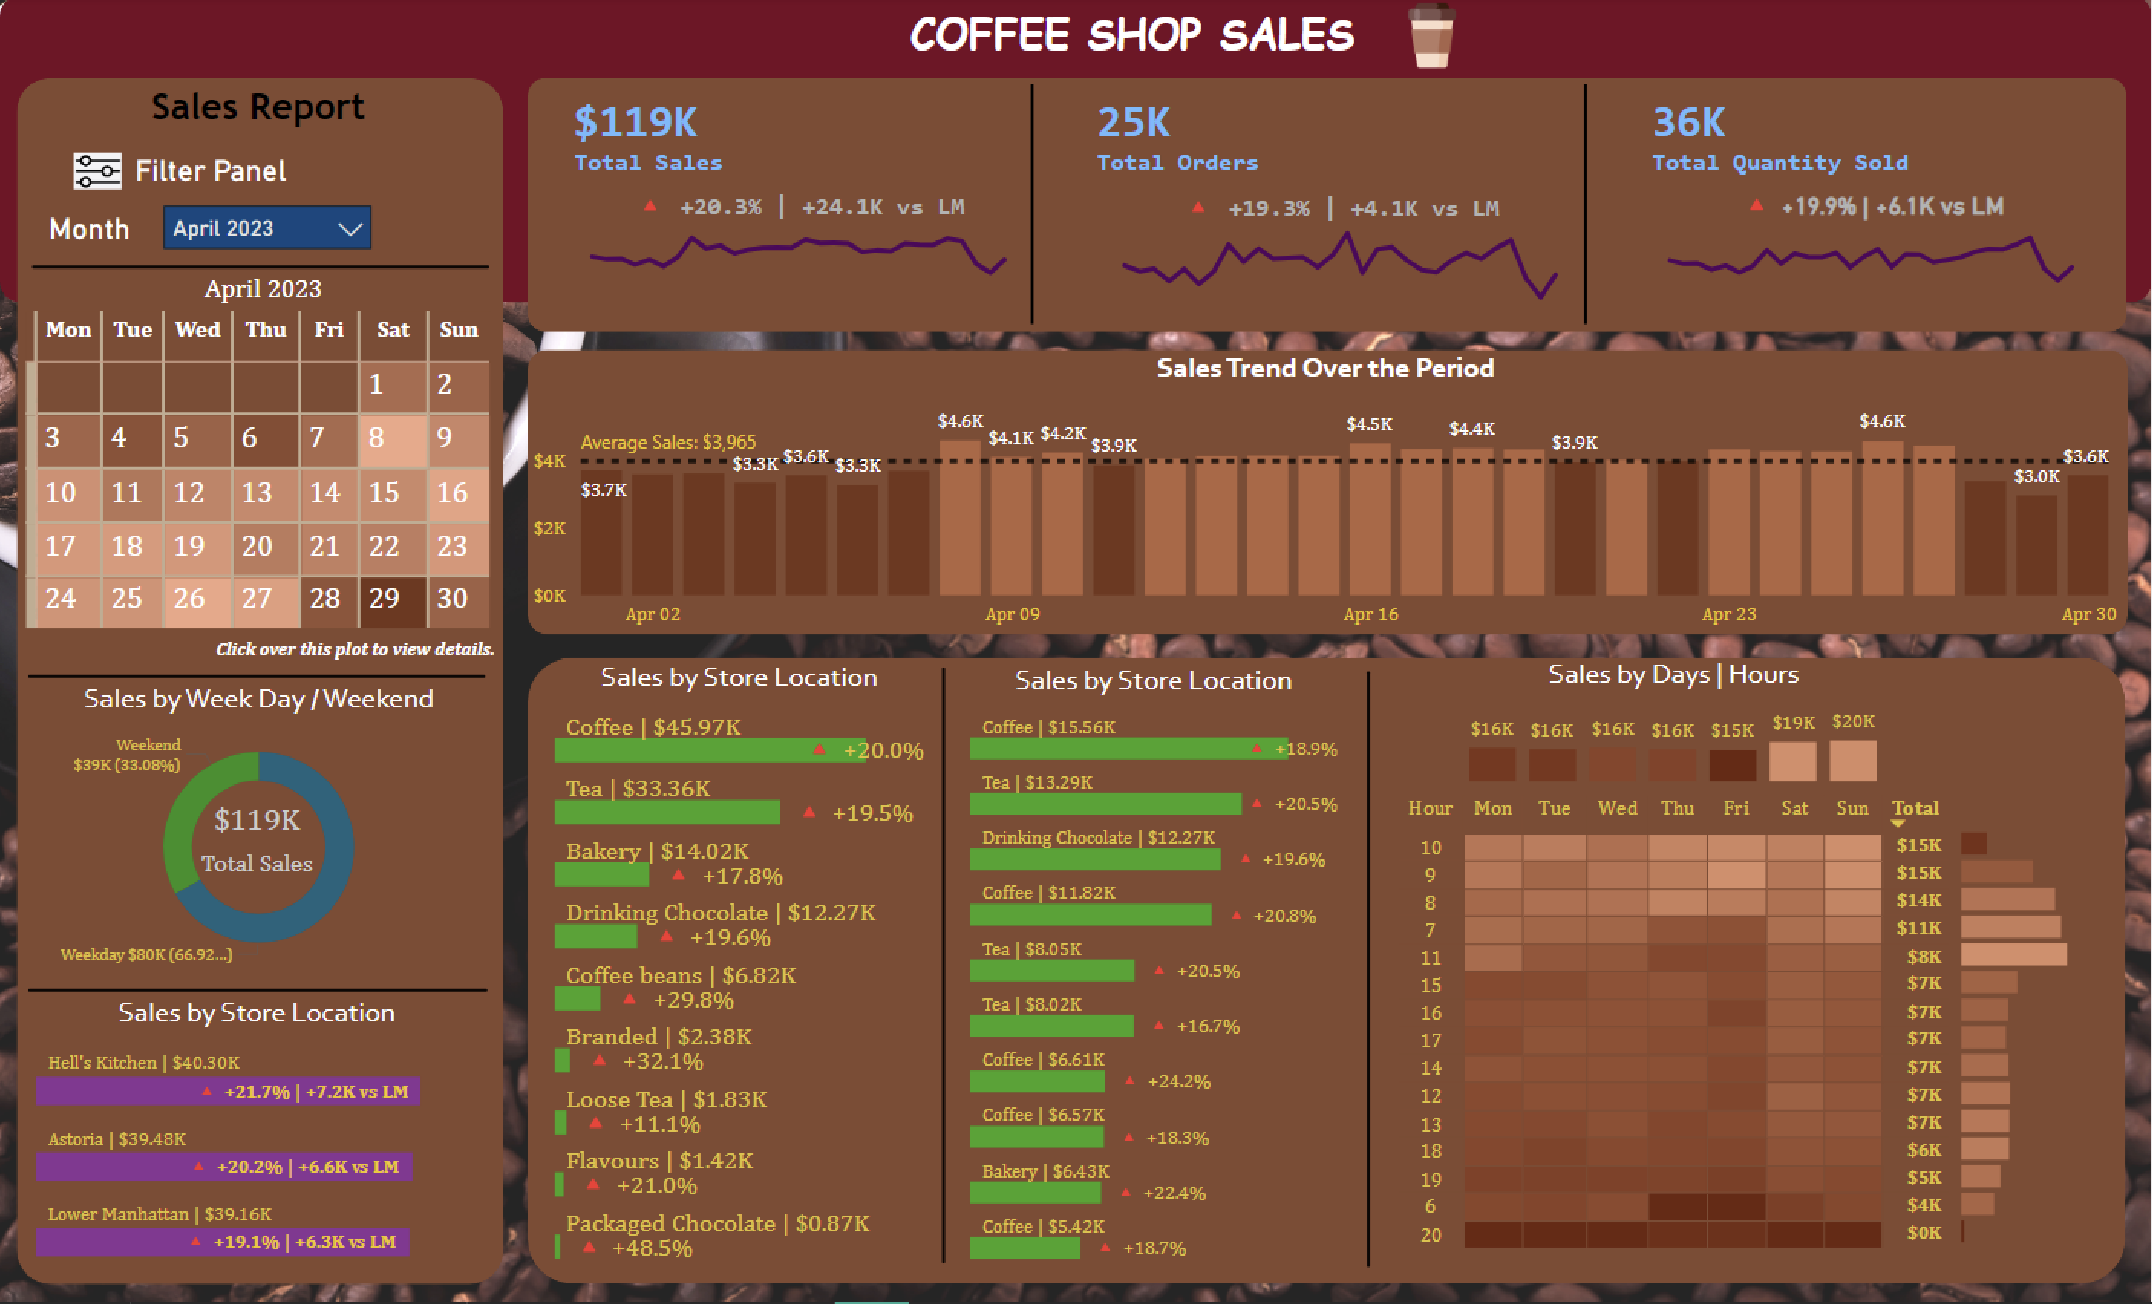 COFFEE SHOP SALES
Sales Report
Filter Panel
Month April 2023
April 2023
Mon Tue Wed Thu Fri Sat Sun
1 2
3 4 5 6 7 8 9
10 11 12 13 14 15 16
17 18 19 20 21 22 23
24 25 26 27 28 29 30
Click over this plot to view details.
Sales by Week Day / Weekend
Weekend
$39K (33.08%)
$119K
Total Sales
Weekday $80K (66.92...)
Sales by Store Location
Hell's Kitchen | $40.30K
+21.7% | +7.2K vs LM
Astoria | $39.48K
+20.2% | +6.6K vs LM
Lower Manhattan | $39.16K
+19.1% | +6.3K vs LM
$119K
Total Sales
+20.3% | +24.1K vs LM
25K
Total Orders
+19.3% | +4.1K vs LM
36K
Total Quantity Sold
+19.9% | +6.1K vs LM
Sales Trend Over the Period
Average Sales: $3,965
$4K
$2K
$0K
$3.7K $3.3K $3.6K $3.3K $4.6K $4.1K $4.2K $3.9K $4.5K $4.4K $3.9K $4.6K $3.0K $3.6K
Apr 02 Apr 09 Apr 16 Apr 23 Apr 30
Sales by Store Location
Coffee | $45.97K
+20.0%
Tea | $33.36K
+19.5%
Bakery | $14.02K
+17.8%
Drinking Chocolate | $12.27K
+19.6%
Coffee beans | $6.82K
+29.8%
Branded | $2.38K
+32.1%
Loose Tea | $1.83K
+11.1%
Flavours | $1.42K
+21.0%
Packaged Chocolate | $0.87K
+48.5%
Sales by Store Location
Coffee | $15.56K
+18.9%
Tea | $13.29K
+20.5%
Drinking Chocolate | $12.27K
+19.6%
Coffee | $11.82K
+20.8%
Tea | $8.05K
+20.5%
Tea | $8.02K
+16.7%
Coffee | $6.61K
+24.2%
Coffee | $6.57K
+18.3%
Bakery | $6.43K
+22.4%
Coffee | $5.42K
+18.7%
Sales by Days | Hours
$16K $16K $16K $16K $15K $19K $20K
Hour Mon Tue Wed Thu Fri Sat Sun Total
10 $15K
9 $15K
8 $14K
7 $11K
11 $8K
15 $7K
16 $7K
17 $7K
14 $7K
12 $7K
13 $7K
18 $6K
19 $5K
6 $4K
20 $0K